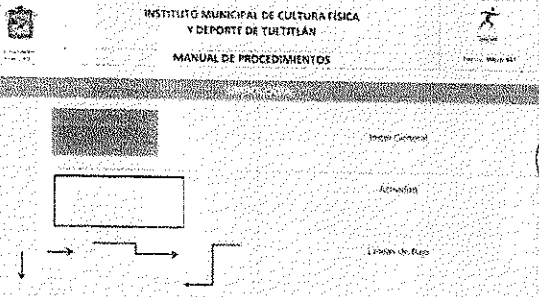 INSTITUTO MUNICIPAL DE CULTURA FÍSICA
Y DEPORTE DE TULTITLÁN
MANUAL DE PROCEDIMIENTOS
Inicio General
Actividad
Líneas de flujo